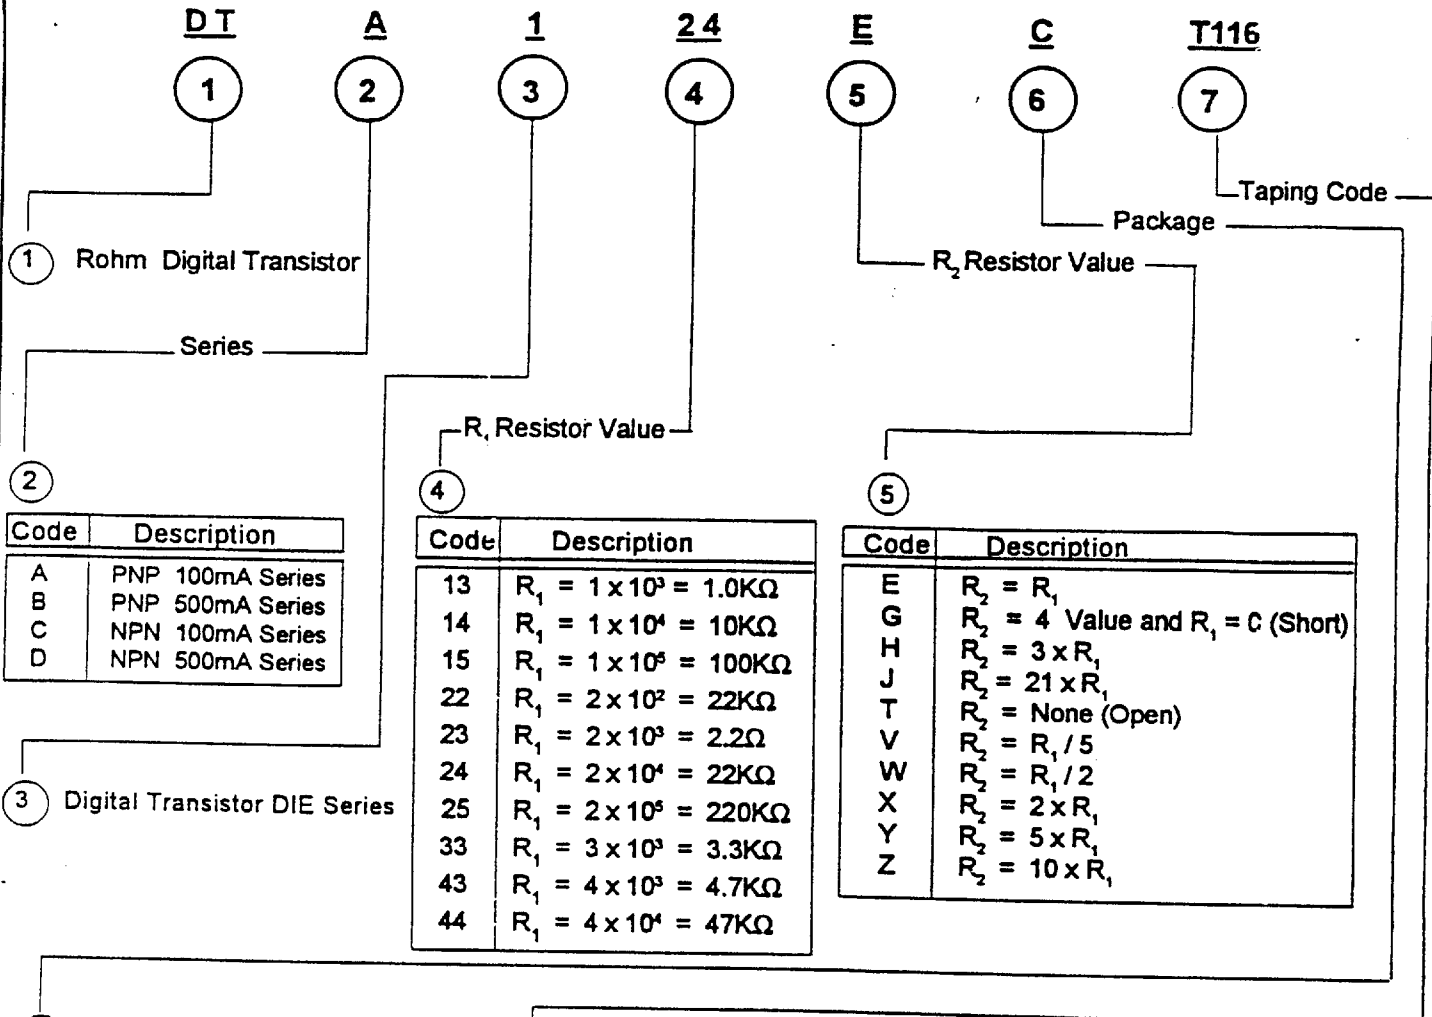 DT A 1 24 E C T116
1 2 3 4 5 6 7
Taping Code
Package
1 Rohm Digital Transistor
R₂ Resistor Value
Series
R₁ Resistor Value
2
4
5
Code Description
A PNP 100mA Series
B PNP 500mA Series
C NPN 100mA Series
D NPN 500mA Series
Code Description
13 R₁ = 1 x 10³ = 1.0KΩ
14 R₁ = 1 x 10⁴ = 10KΩ
15 R₁ = 1 x 10⁵ = 100KΩ
22 R₁ = 2 x 10² = 22KΩ
23 R₁ = 2 x 10³ = 2.2Ω
24 R₁ = 2 x 10⁴ = 22KΩ
25 R₁ = 2 x 10⁵ = 220KΩ
33 R₁ = 3 x 10³ = 3.3KΩ
43 R₁ = 4 x 10³ = 4.7KΩ
44 R₁ = 4 x 10⁴ = 47KΩ
Code Description
E R₂ = R₁
G R₂ = 4 Value and R₁ = C (Short)
H R₂ = 3 x R₁
J R₂ = 21 x R₁
T R₂ = None (Open)
V R₂ = R₁ / 5
W R₂ = R₁ / 2
X R₂ = 2 x R₁
Y R₂ = 5 x R₁
Z R₂ = 10 x R₁
3 Digital Transistor DIE Series